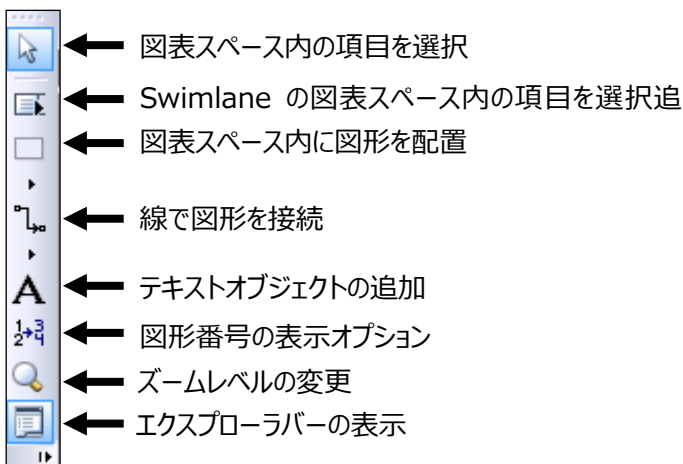 図表スペース内の項目を選択
Swimlane の図表スペース内の項目を選択追
図表スペース内に図形を配置
線で図形を接続
A テキストオブジェクトの追加
1 2 3 4 図形番号の表示オプション
ズームレベルの変更
エクスプローラバーの表示